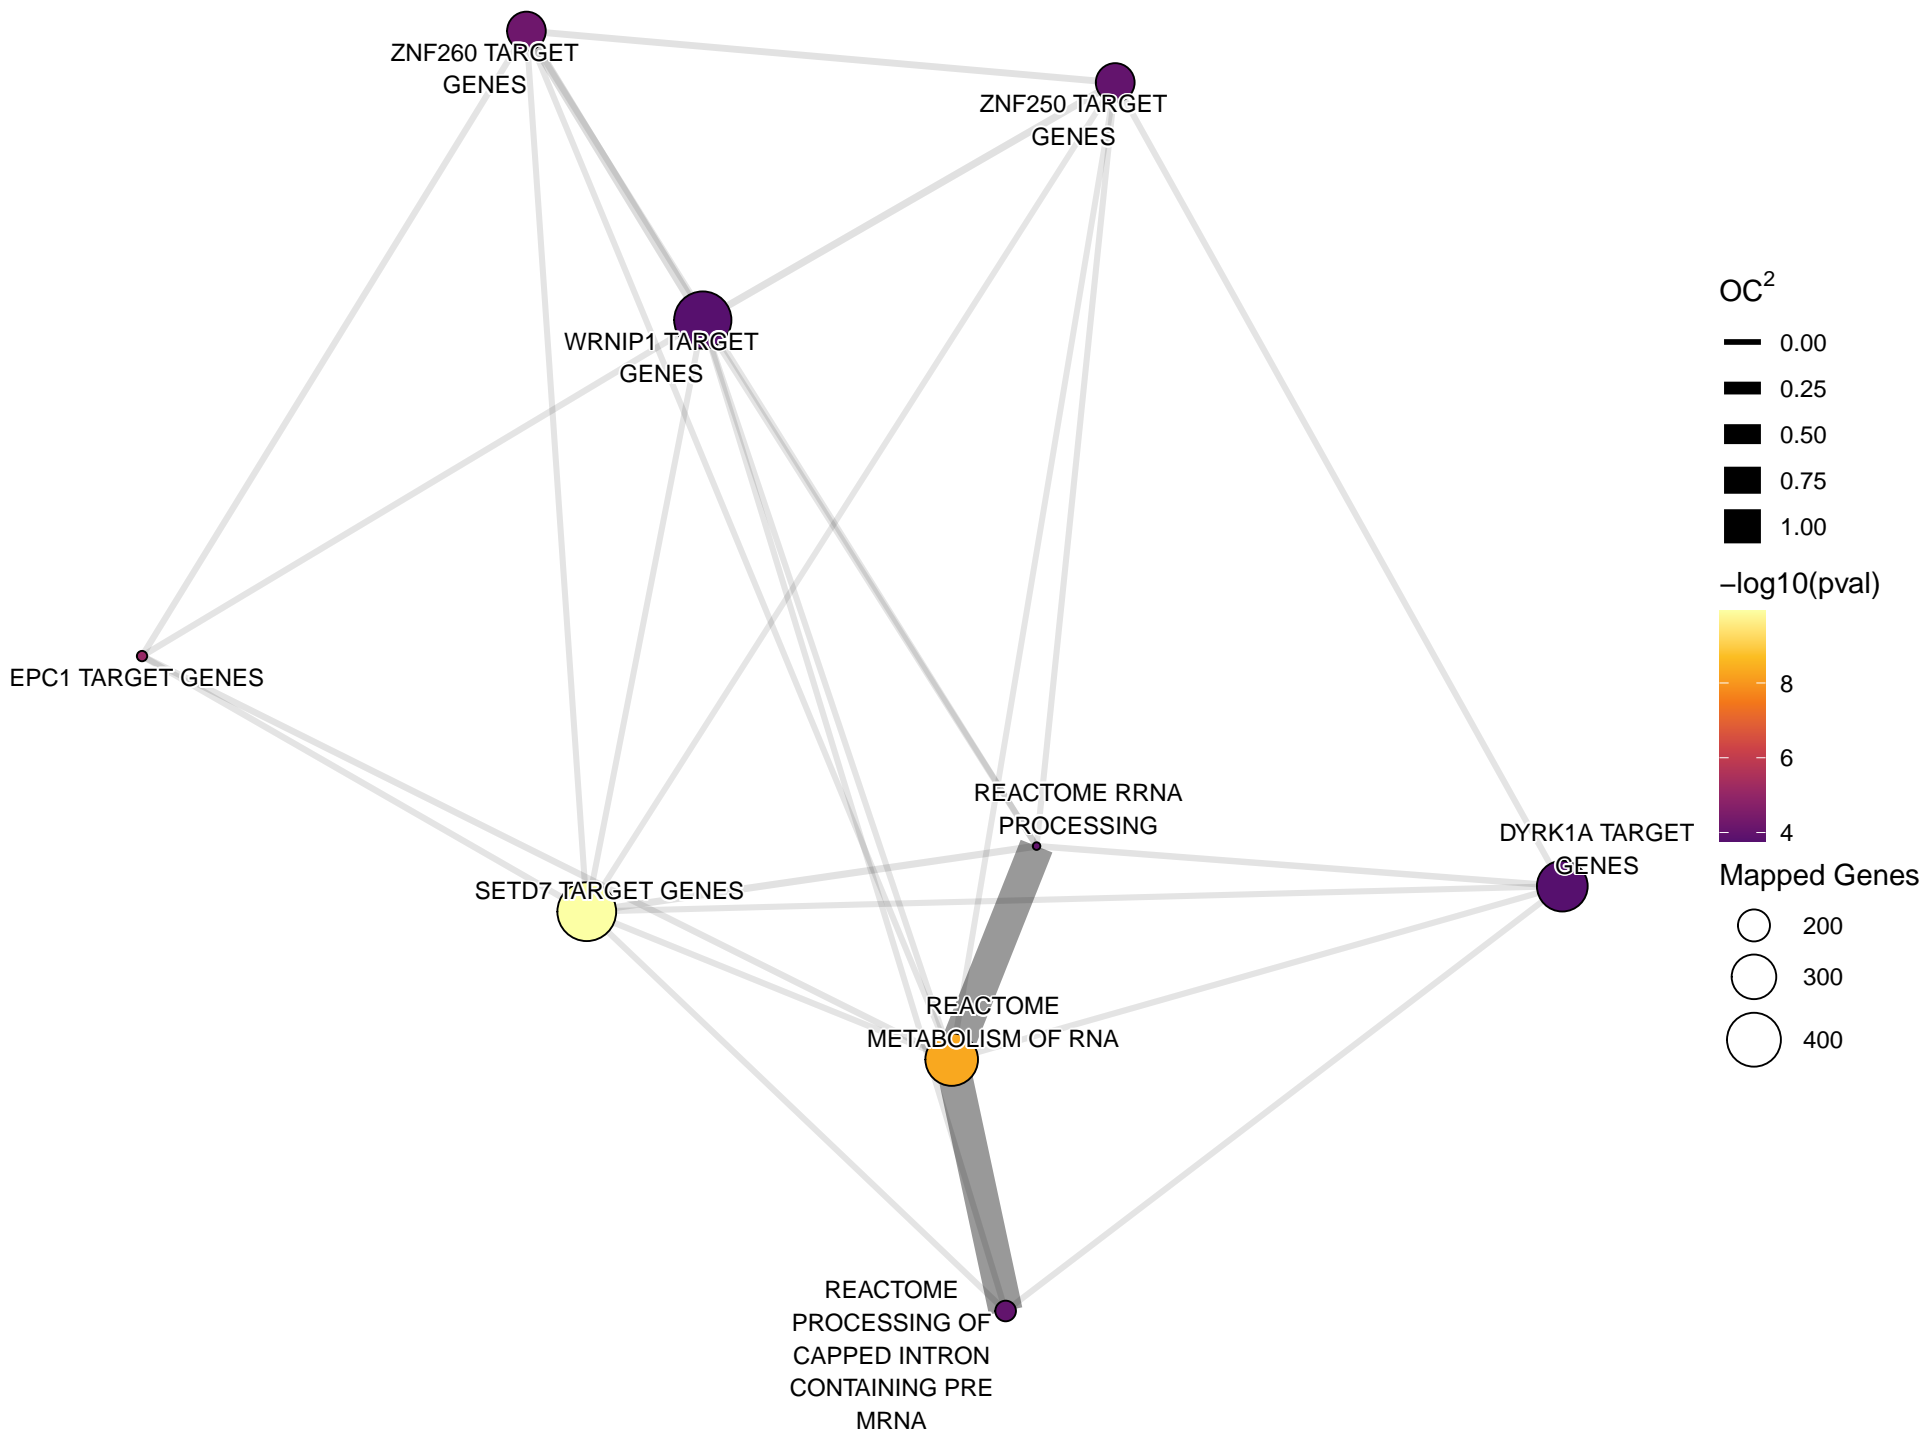 ZNF260 TARGET
GENES
ZNF250 TARGET
GENES
WRNIP1 TARGET
GENES
EPC1 TARGET GENES
REACTOME RRNA
PROCESSING
DYRK1A TARGET
GENES
SETD7 TARGET GENES
REACTOME
METABOLISM OF RNA
REACTOME
PROCESSING OF
CAPPED INTRON
CONTAINING PRE
MRNA
OC²
0.00
0.25
0.50
0.75
1.00
−log10(pval)
8
6
4
Mapped Genes
200
300
400